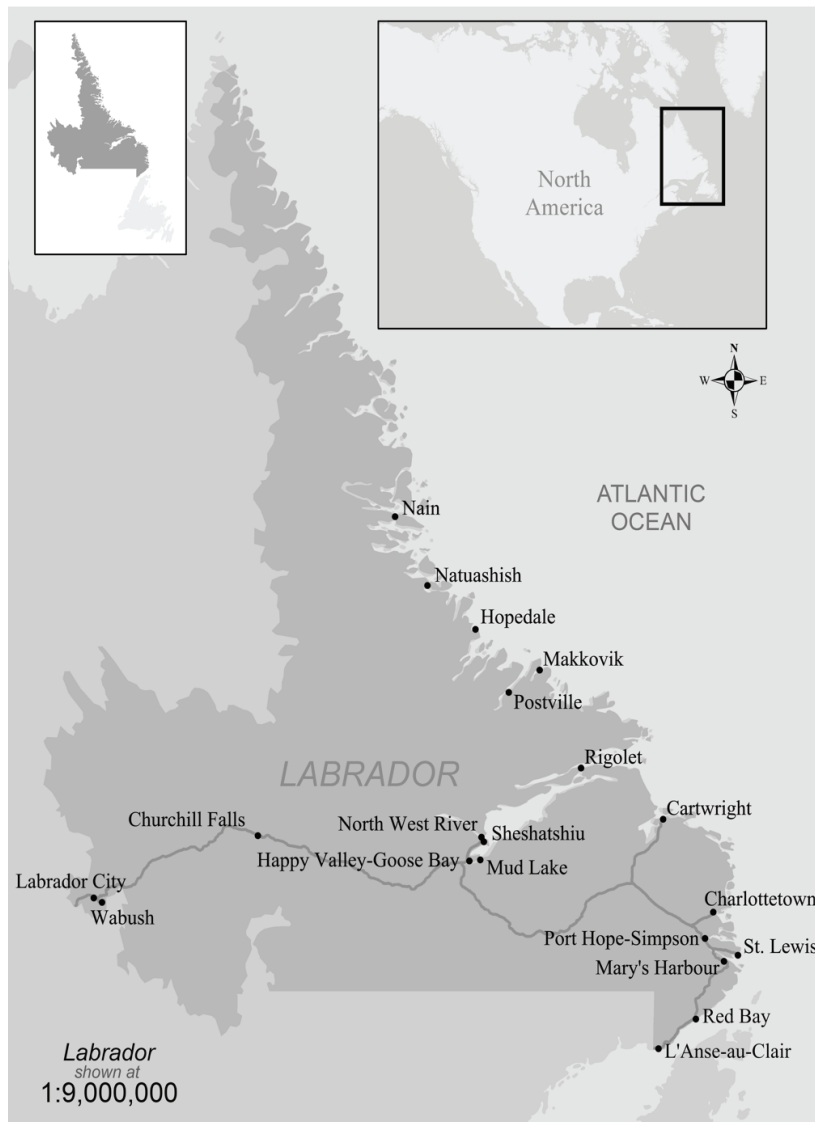 North
America
N
W
E
S
ATLANTIC
OCEAN
Nain
Natuashish
Hopedale
Makkovik
Postville
LABRADOR
Rigolet
Cartwright
Churchill Falls
North West River
Sheshatshiu
Happy Valley-Goose Bay
Mud Lake
Labrador City
Wabush
Charlottetown
Port Hope-Simpson
St. Lewis
Mary's Harbour
Red Bay
L'Anse-au-Clair
Labrador
shown at
1:9,000,000